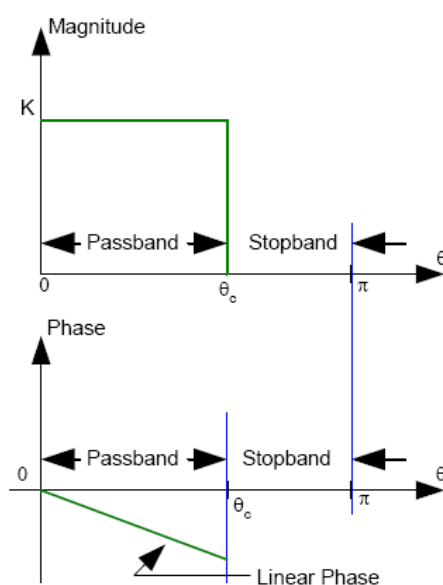 Magnitude
K
Passband Stopband
θ
0 θc π
Phase
Passband Stopband
0 θ
θc π
Linear Phase